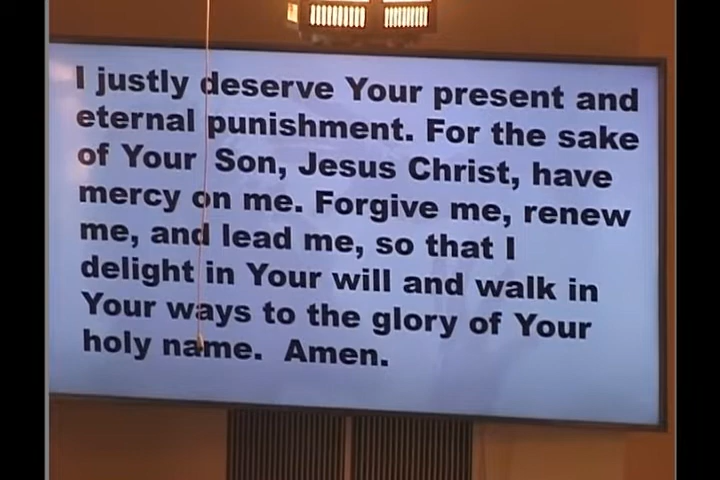 I justly deserve Your present and
eternal punishment. For the sake
of Your Son, Jesus Christ, have
mercy on me. Forgive me, renew
me, and lead me, so that I
delight in Your will and walk in
Your ways to the glory of Your
holy name. Amen.